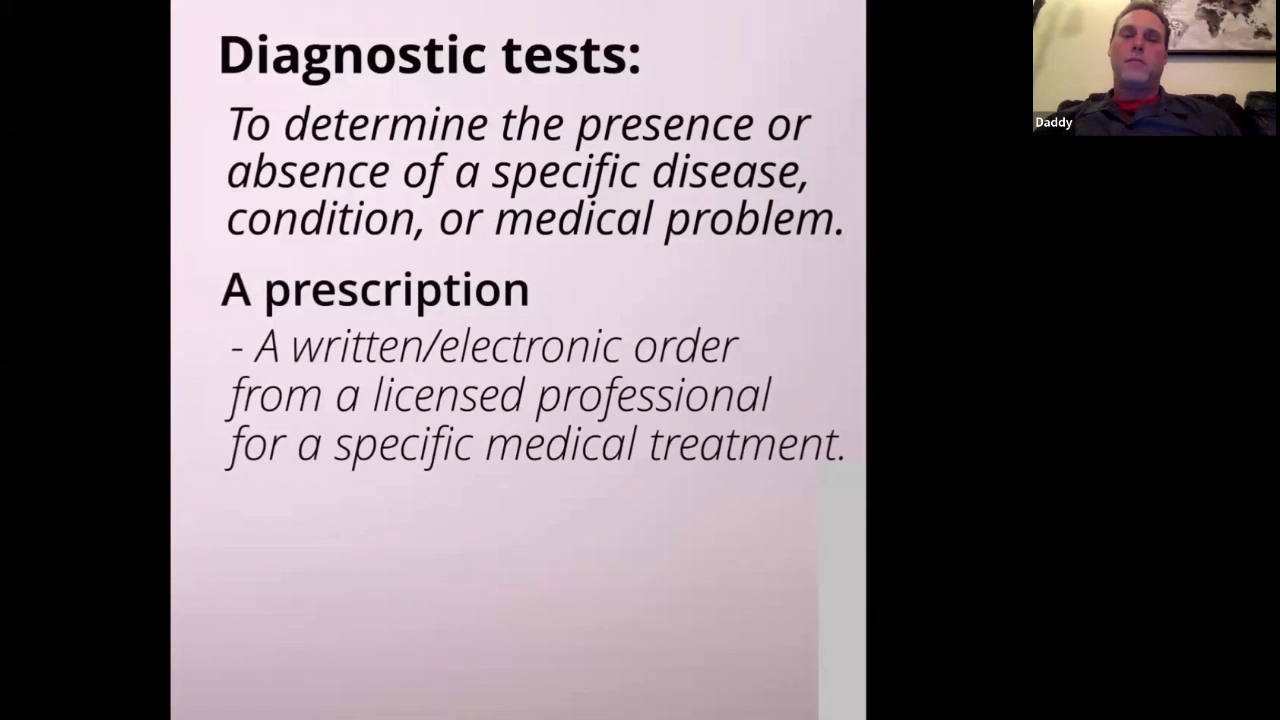 Diagnostic tests:
To determine the presence or
absence of a specific disease,
condition, or medical problem.
A prescription
- A written/electronic order
from a licensed professional
for a specific medical treatment.
Daddy